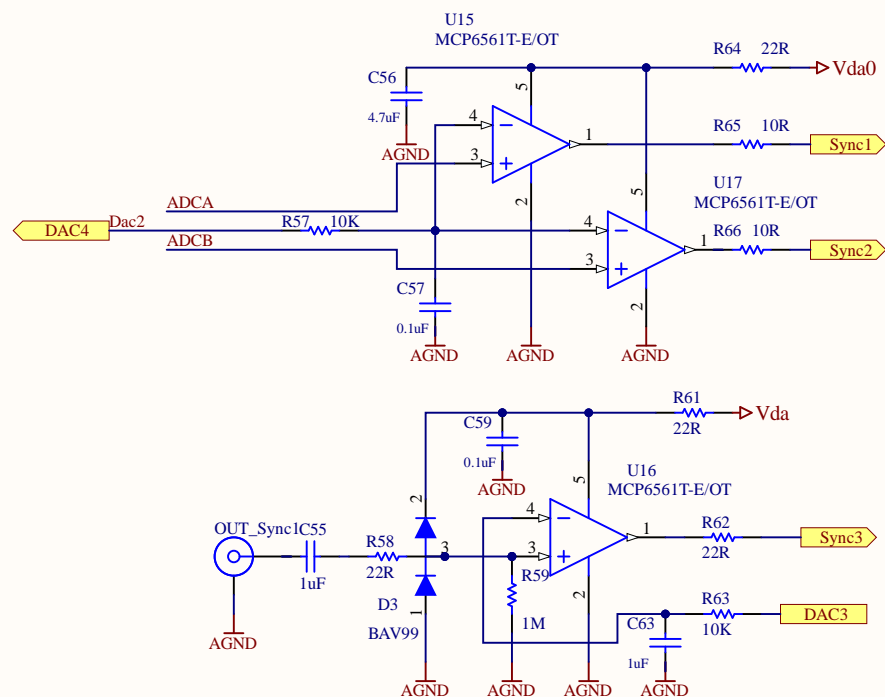 U15
MCP6561T-E/OT
R64 22R
Vda0
C56
4.7uF
5
4
3
1
2
AGND
R65 10R
Sync1
U17
MCP6561T-E/OT
ADCA
DAC4
Dac2
R57
10K
ADCB
5
4
3
1
2
R66 10R
Sync2
C57
0.1uF
AGND
AGND
AGND
R61
22R
Vda
C59
0.1uF
AGND
U16
MCP6561T-E/OT
5
4
3
1
2
R62
22R
Sync3
OUT_Sync1
C55
1uF
R58
22R
2
3
1
D3
BAV99
R59
1M
C63
1uF
R63
10K
DAC3
AGND
AGND
AGND
AGND
AGND